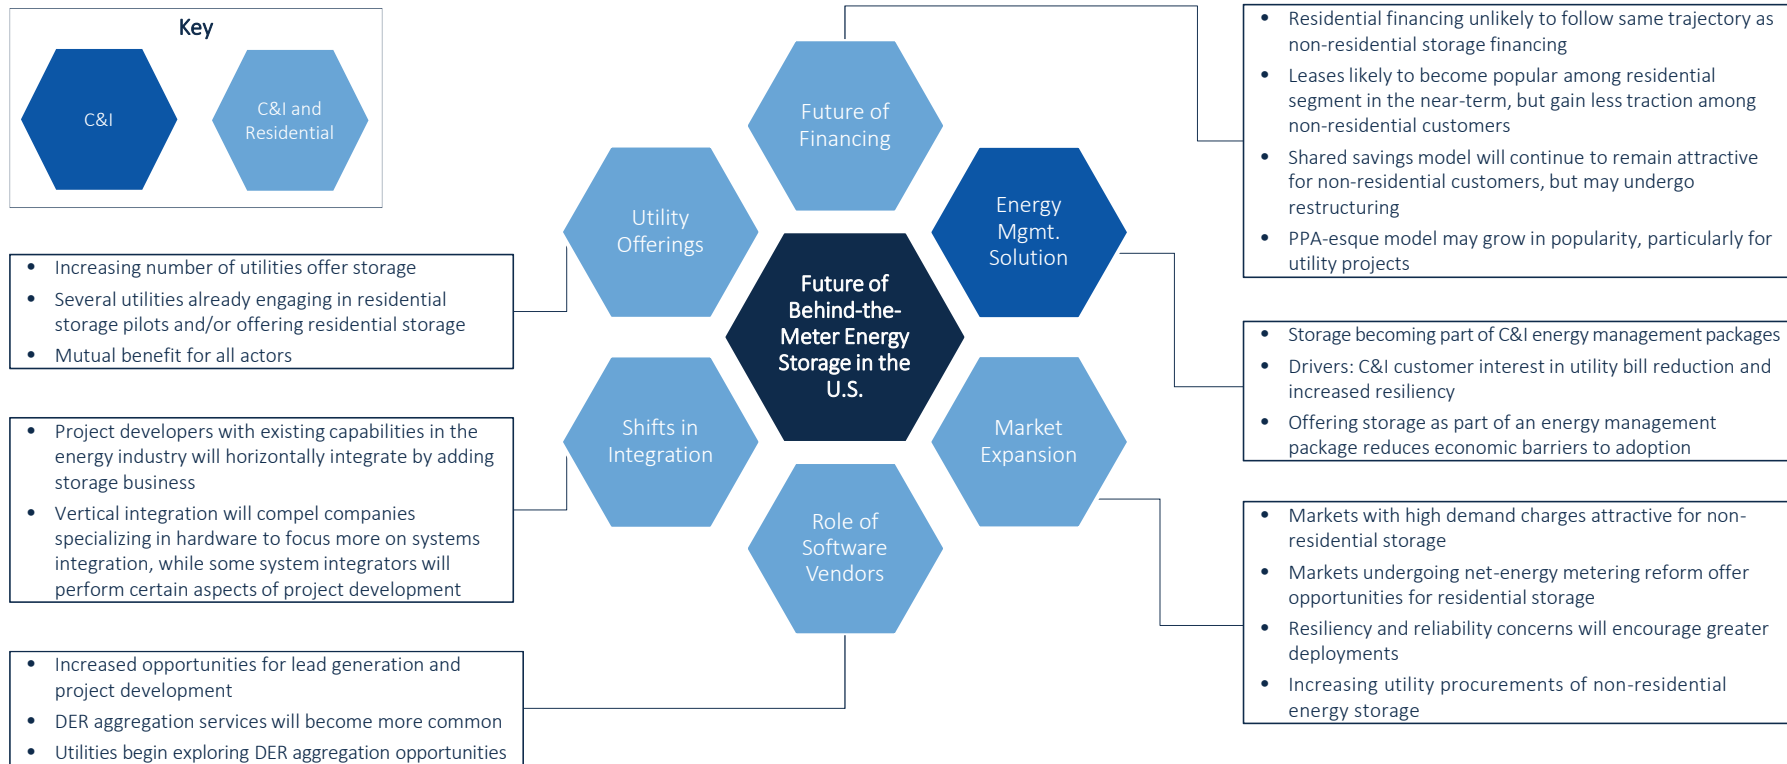 Key
C&I
C&I and
Residential
Future of
Financing
• Residential financing unlikely to follow same trajectory as
non-residential storage financing
• Leases likely to become popular among residential
segment in the near-term, but gain less traction among
non-residential customers
• Shared savings model will continue to remain attractive
for non-residential customers, but may undergo
restructuring
• PPA-esque model may grow in popularity, particularly for
utility projects
Utility
Offerings
Energy
Mgmt.
Solution
• Increasing number of utilities offer storage
• Several utilities already engaging in residential
storage pilots and/or offering residential storage
• Mutual benefit for all actors
Future of
Behind-the-
Meter Energy
Storage in the
U.S.
• Storage becoming part of C&I energy management packages
• Drivers: C&I customer interest in utility bill reduction and
increased resiliency
• Offering storage as part of an energy management
package reduces economic barriers to adoption
Shifts in
Integration
Market
Expansion
• Project developers with existing capabilities in the
energy industry will horizontally integrate by adding
storage business
• Vertical integration will compel companies
specializing in hardware to focus more on systems
integration, while some system integrators will
perform certain aspects of project development
Role of
Software
Vendors
• Markets with high demand charges attractive for non-
residential storage
• Markets undergoing net-energy metering reform offer
opportunities for residential storage
• Resiliency and reliability concerns will encourage greater
deployments
• Increasing utility procurements of non-residential
energy storage
• Increased opportunities for lead generation and
project development
• DER aggregation services will become more common
• Utilities begin exploring DER aggregation opportunities